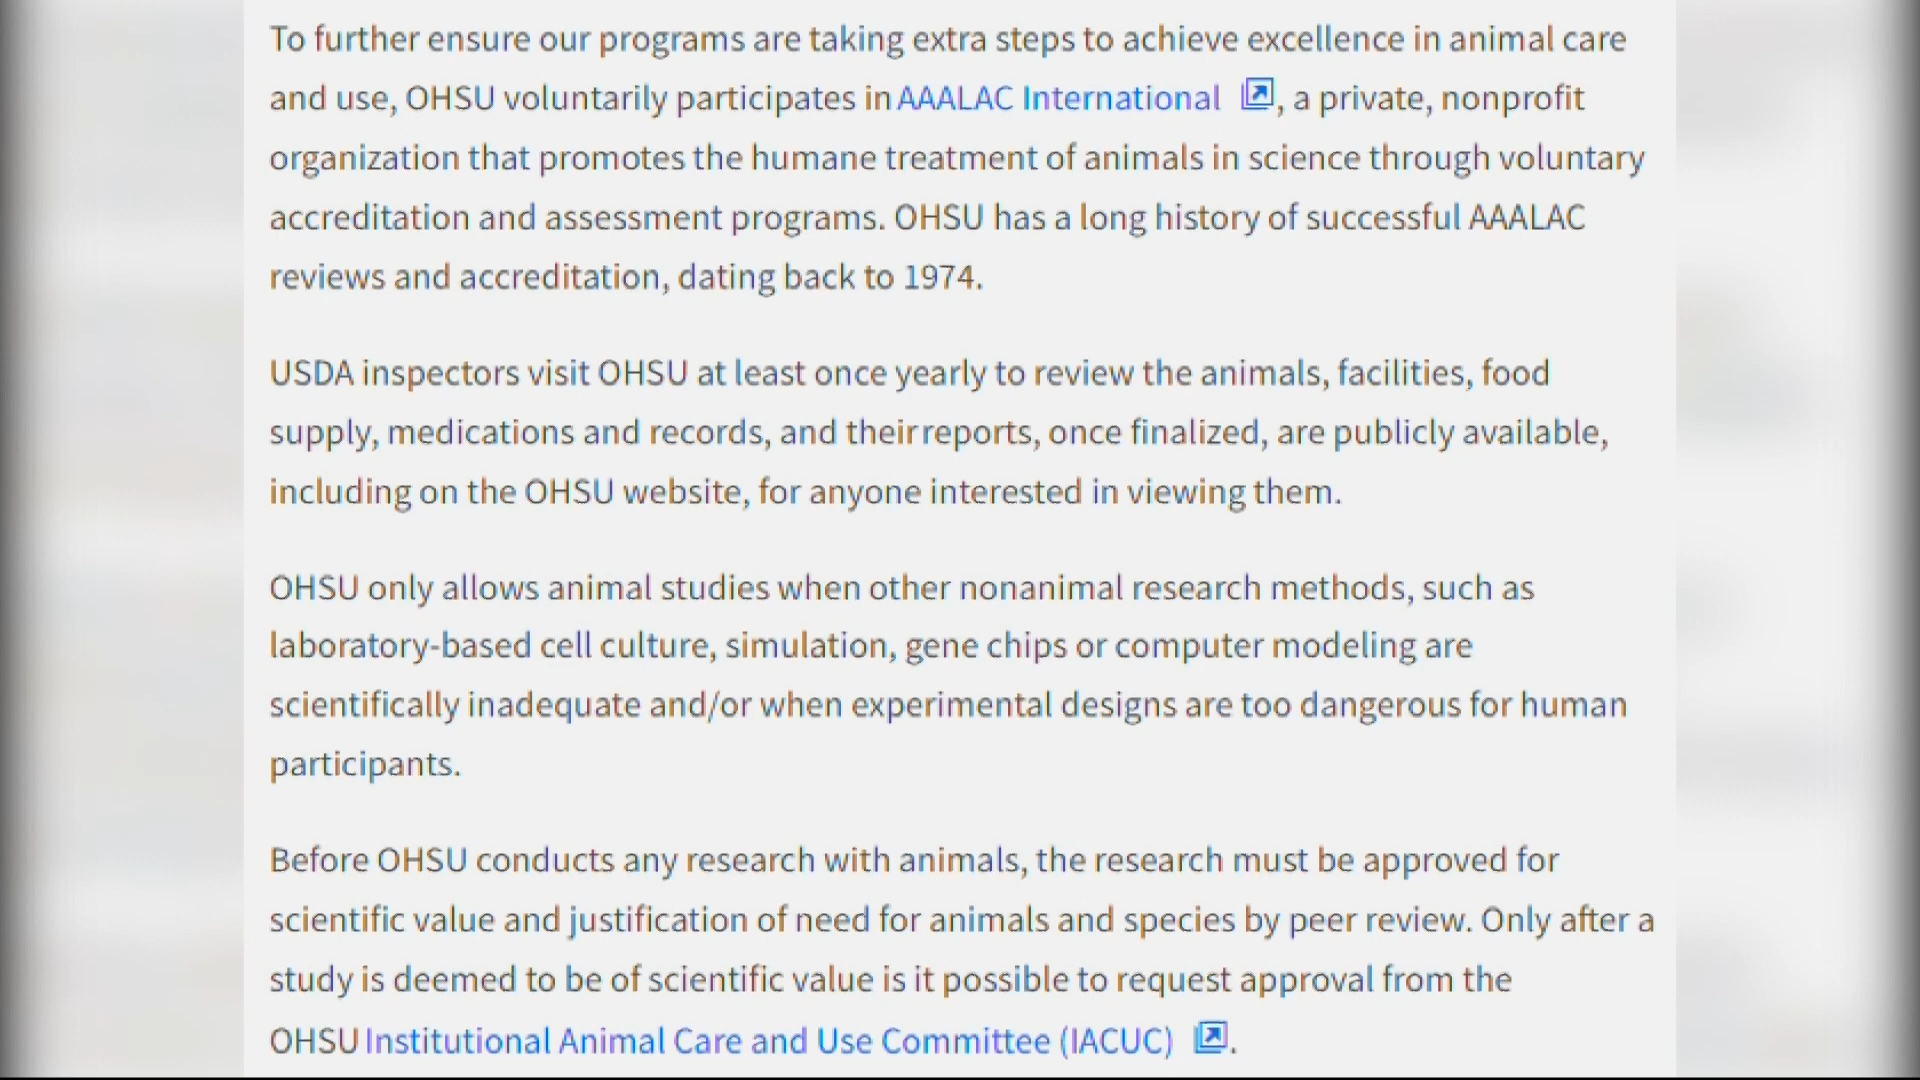 To further ensure our programs are taking extra steps to achieve excellence in animal care
and use, OHSU voluntarily participates in AAALAC International , a private, nonprofit
organization that promotes the humane treatment of animals in science through voluntary
accreditation and assessment programs. OHSU has a long history of successful AAALAC
reviews and accreditation, dating back to 1974.
USDA inspectors visit OHSU at least once yearly to review the animals, facilities, food
supply, medications and records, and their reports, once finalized, are publicly available,
including on the OHSU website, for anyone interested in viewing them.
OHSU only allows animal studies when other nonanimal research methods, such as
laboratory-based cell culture, simulation, gene chips or computer modeling are
scientifically inadequate and/or when experimental designs are too dangerous for human
participants.
Before OHSU conducts any research with animals, the research must be approved for
scientific value and justification of need for animals and species by peer review. Only after a
study is deemed to be of scientific value is it possible to request approval from the
OHSU Institutional Animal Care and Use Committee (IACUC) .